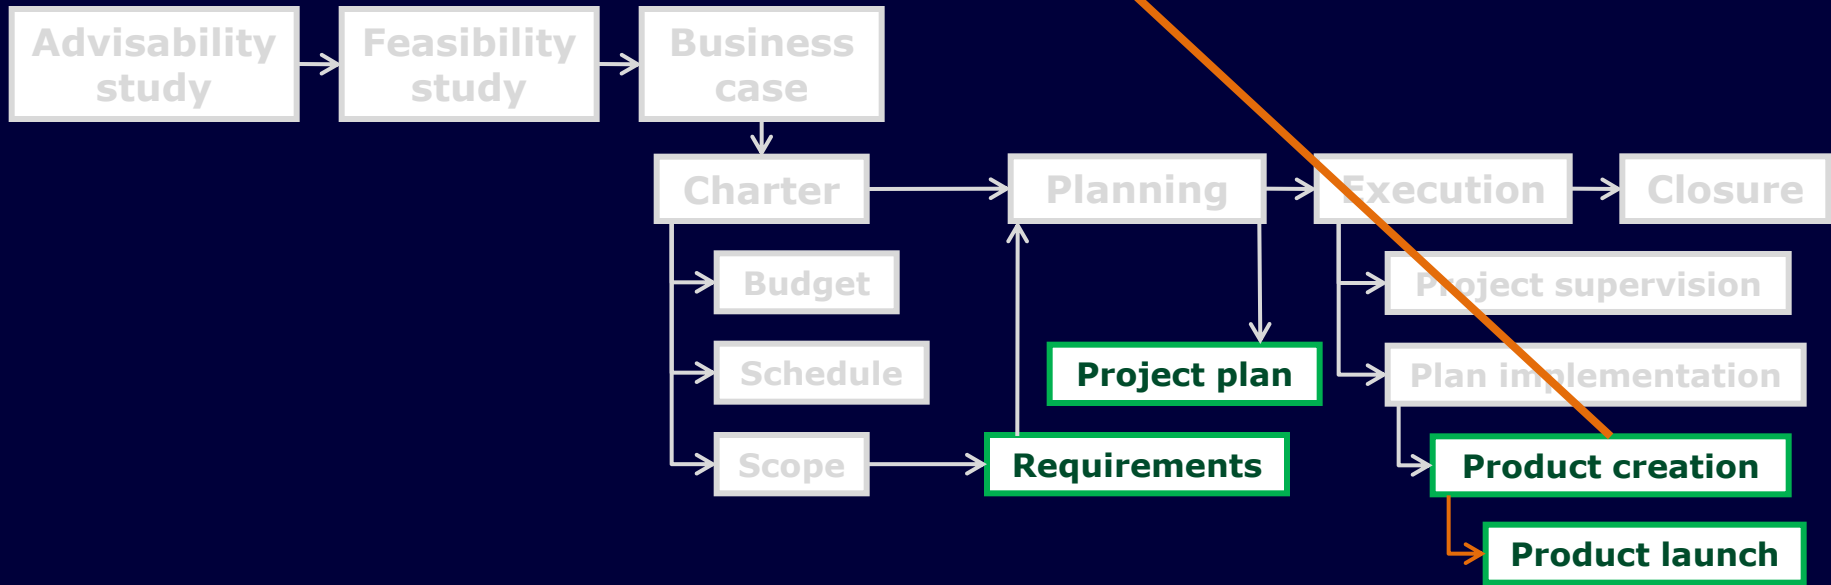 Advisability
study
Feasibility
study
Business
case
Charter
Planning
Execution
Closure
Budget
Project supervision
Schedule
Project plan
Plan implementation
Scope
Requirements
Product creation
Product launch